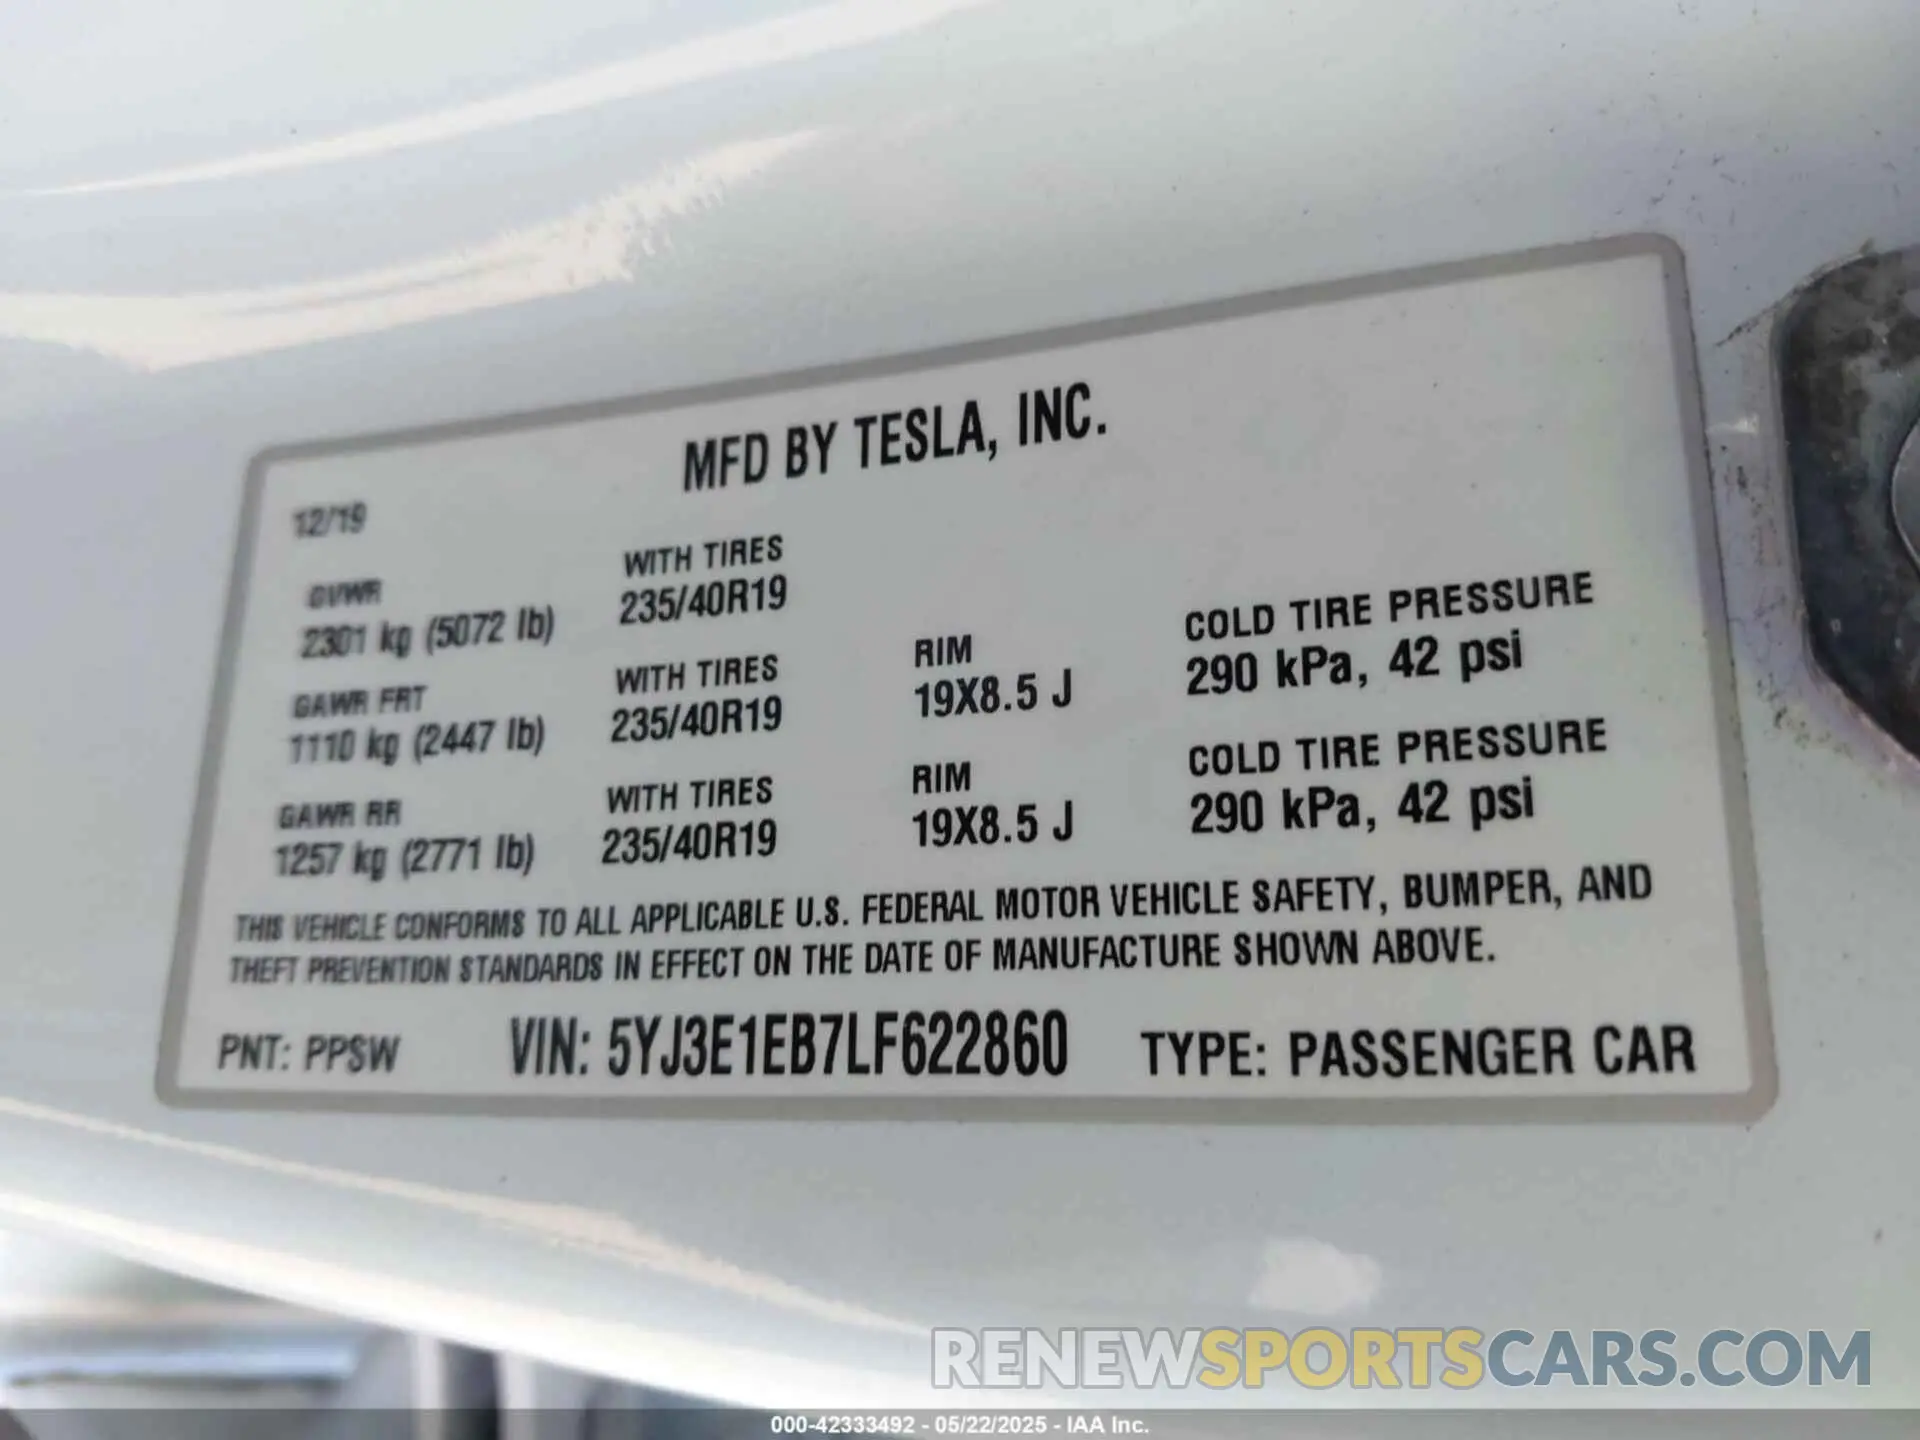 MFD BY TESLA, INC.
12/19
GVWR
2301 kg (5072 lb)
WITH TIRES
235/40R19
GAWR FRT
1110 kg (2447 lb)
WITH TIRES
235/40R19
RIM
19X8.5 J
COLD TIRE PRESSURE
290 kPa, 42 psi
GAWR RR
1257 kg (2771 lb)
WITH TIRES
235/40R19
RIM
19X8.5 J
COLD TIRE PRESSURE
290 kPa, 42 psi
THIS VEHICLE CONFORMS TO ALL APPLICABLE U.S. FEDERAL MOTOR VEHICLE SAFETY, BUMPER, AND
THEFT PREVENTION STANDARDS IN EFFECT ON THE DATE OF MANUFACTURE SHOWN ABOVE.
PNT: PPSW VIN: 5YJ3E1EB7LF622860 TYPE: PASSENGER CAR
RENEWSPORTSCARS.COM
000-42333492 - 05/22/2025 - IAA Inc.